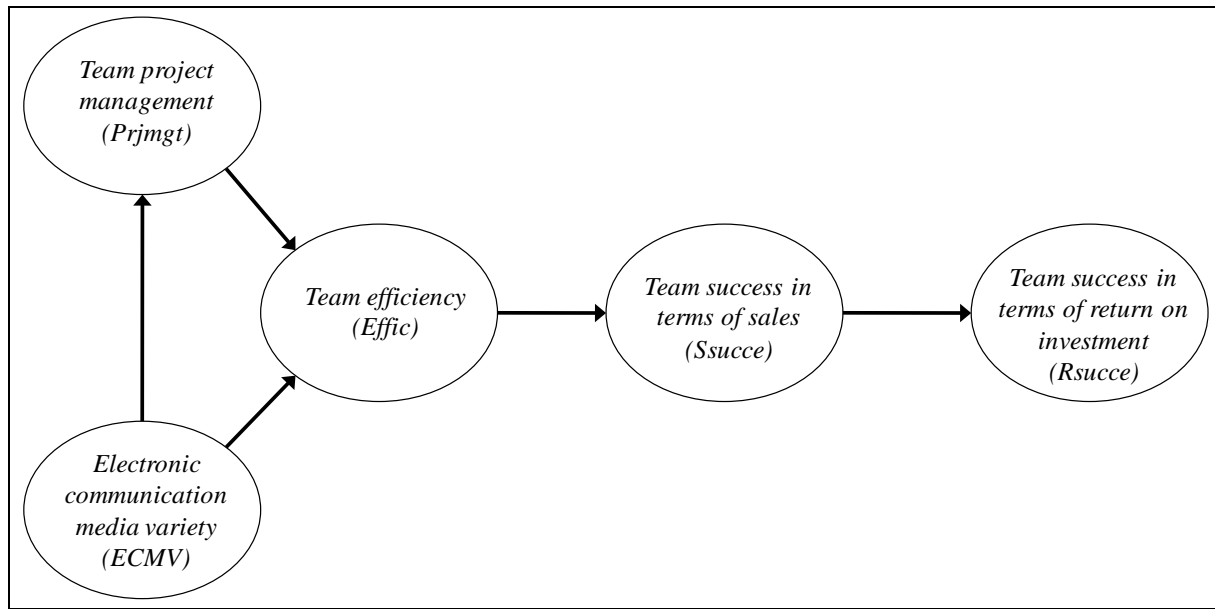 Team project
management
(Prjmgt)
Team efficiency
(Effic)
Team success in
terms of sales
(Ssucce)
Team success in
terms of return on
investment
(Rsucce)
Electronic
communication
media variety
(ECMV)